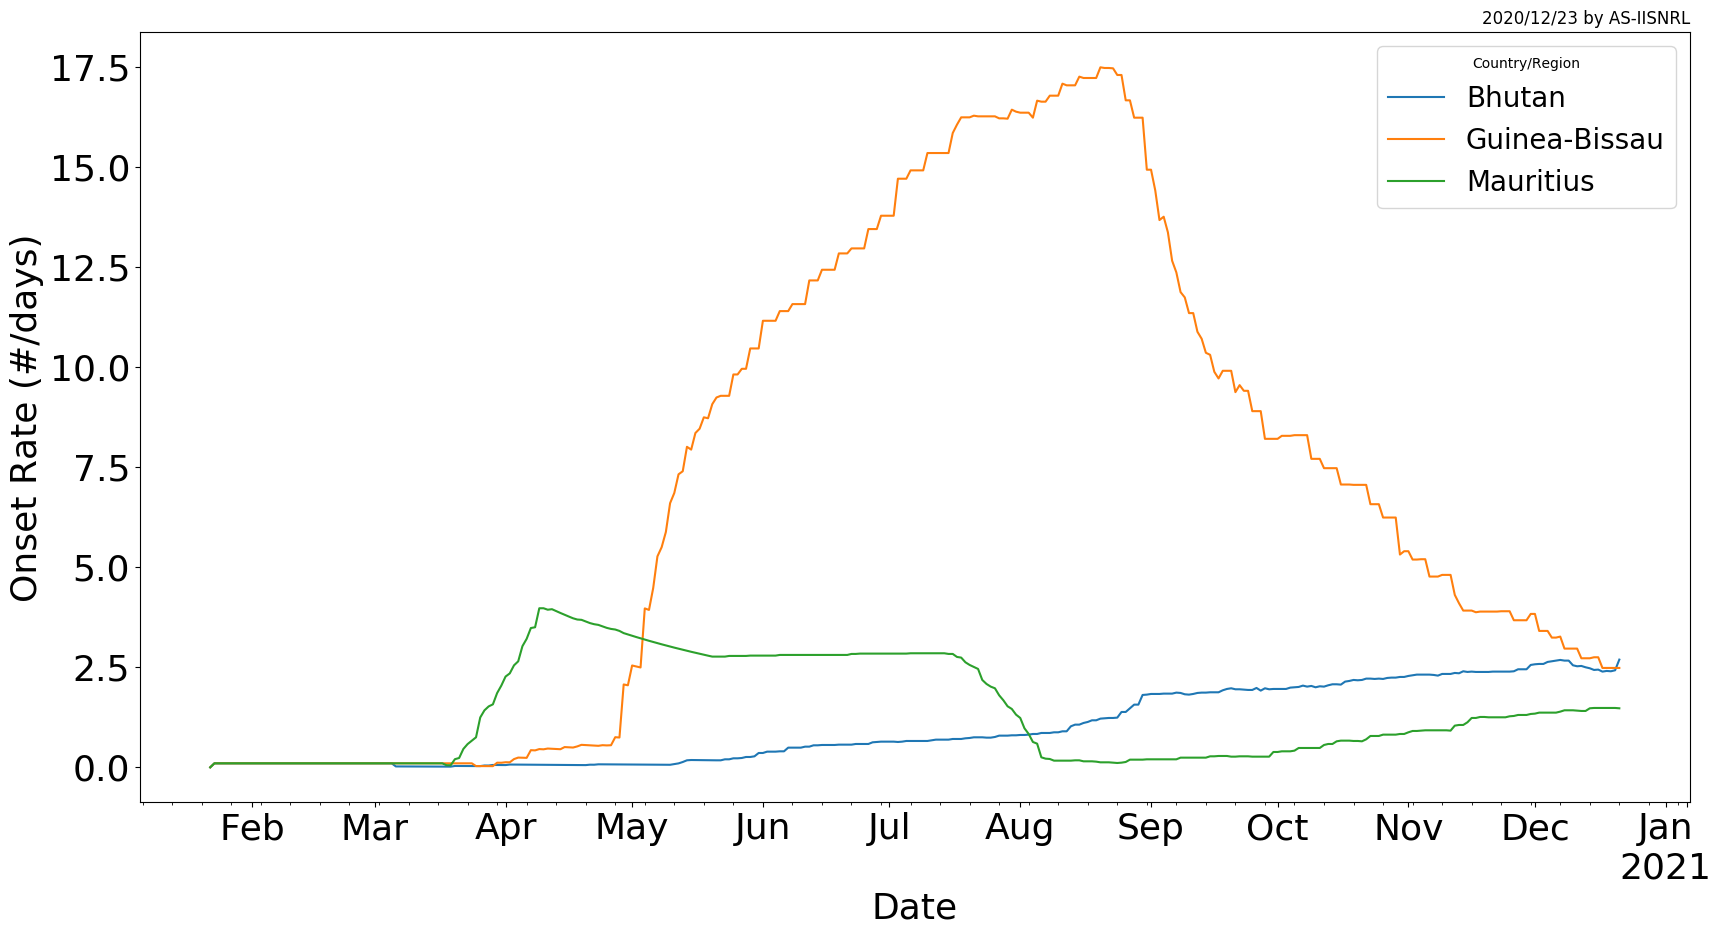 2020/12/23 by AS-IISNRL
Country/Region
Bhutan
Guinea-Bissau
Mauritius
Onset Rate (#/days)
17.5
15.0
12.5
10.0
7.5
5.0
2.5
0.0
Feb Mar Apr May Jun Jul Aug Sep Oct Nov Dec Jan
2021
Date